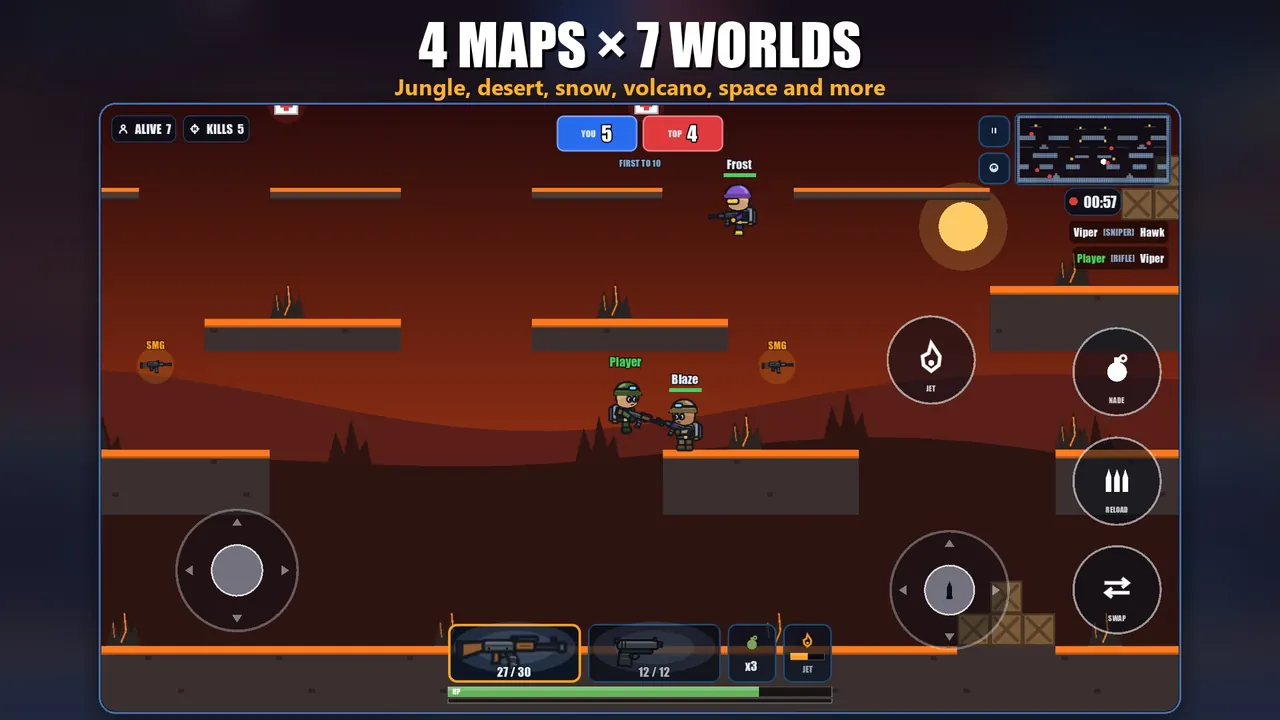 4 MAPS × 7 WORLDS
Jungle, desert, snow, volcano, space and more
ALIVE 7
KILLS 5
YOU 5
TOP 4
FIRST TO 10
Frost
00:57
Viper [SNIPER] Hawk
Player [RIFLE] Viper
SMG
SMG
Player
Blaze
JET
NADE
RELOAD
SWAP
27 / 30
12 / 12
x3
JET
HP